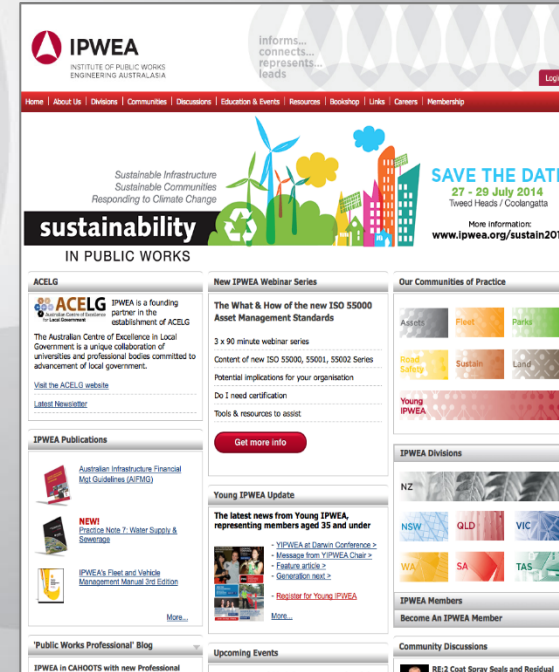 IPWEA
INSTITUTE OF PUBLIC WORKS
ENGINEERING AUSTRALASIA
informs...
connects...
represents...
leads
Login
Home | About Us | Divisions | Communities | Discussions | Education & Events | Resources | Bookshop | Links | Careers | Membership
Sustainable Infrastructure
Sustainable Communities
Responding to Climate Change
sustainability
IN PUBLIC WORKS
SAVE THE DATE
27 - 29 July 2014
Tweed Heads / Coolangatta
More information:
www.ipwea.org/sustain201
ACELG
ACELG
Australian Centre of Excellence
for Local Government
IPWEA is a founding
partner in the
establishment of ACELG
The Australian Centre of Excellence in Local
Government is a unique collaboration of
universities and professional bodies committed to
advancement of local government.
Visit the ACELG website
Latest Newsletter
IPWEA Publications
Australian Infrastructure Financial
Mgt Guidelines (AIFMG)
NEW!
Practice Note 7: Water Supply &
Sewerage
IPWEA's Fleet and Vehicle
Management Manual 3rd Edition
More...
'Public Works Professional' Blog
IPWEA in CAHOOTS with new Professional
New IPWEA Webinar Series
The What & How of the new ISO 55000
Asset Management Standards
3 x 90 minute webinar series
Content of new ISO 55000, 55001, 55002 Series
Potential implications for your organisation
Do I need certification
Tools & resources to assist
Get more info
Young IPWEA Update
The latest news from Young IPWEA,
representing members aged 35 and under
- YIPWEA at Darwin Conference >
- Message from YIPWEA Chair >
- Feature article >
- Generation next >
- Register for Young IPWEA
More...
Upcoming Events
Our Communities of Practice
Assets
Fleet
Parks
Road
Safety
Sustain
Land
Young
IPWEA
IPWEA Divisions
NZ
NSW
QLD
VIC
WA
SA
TAS
IPWEA Members
Become An IPWEA Member
Community Discussions
RE:2 Coat Spray Seals and Residual